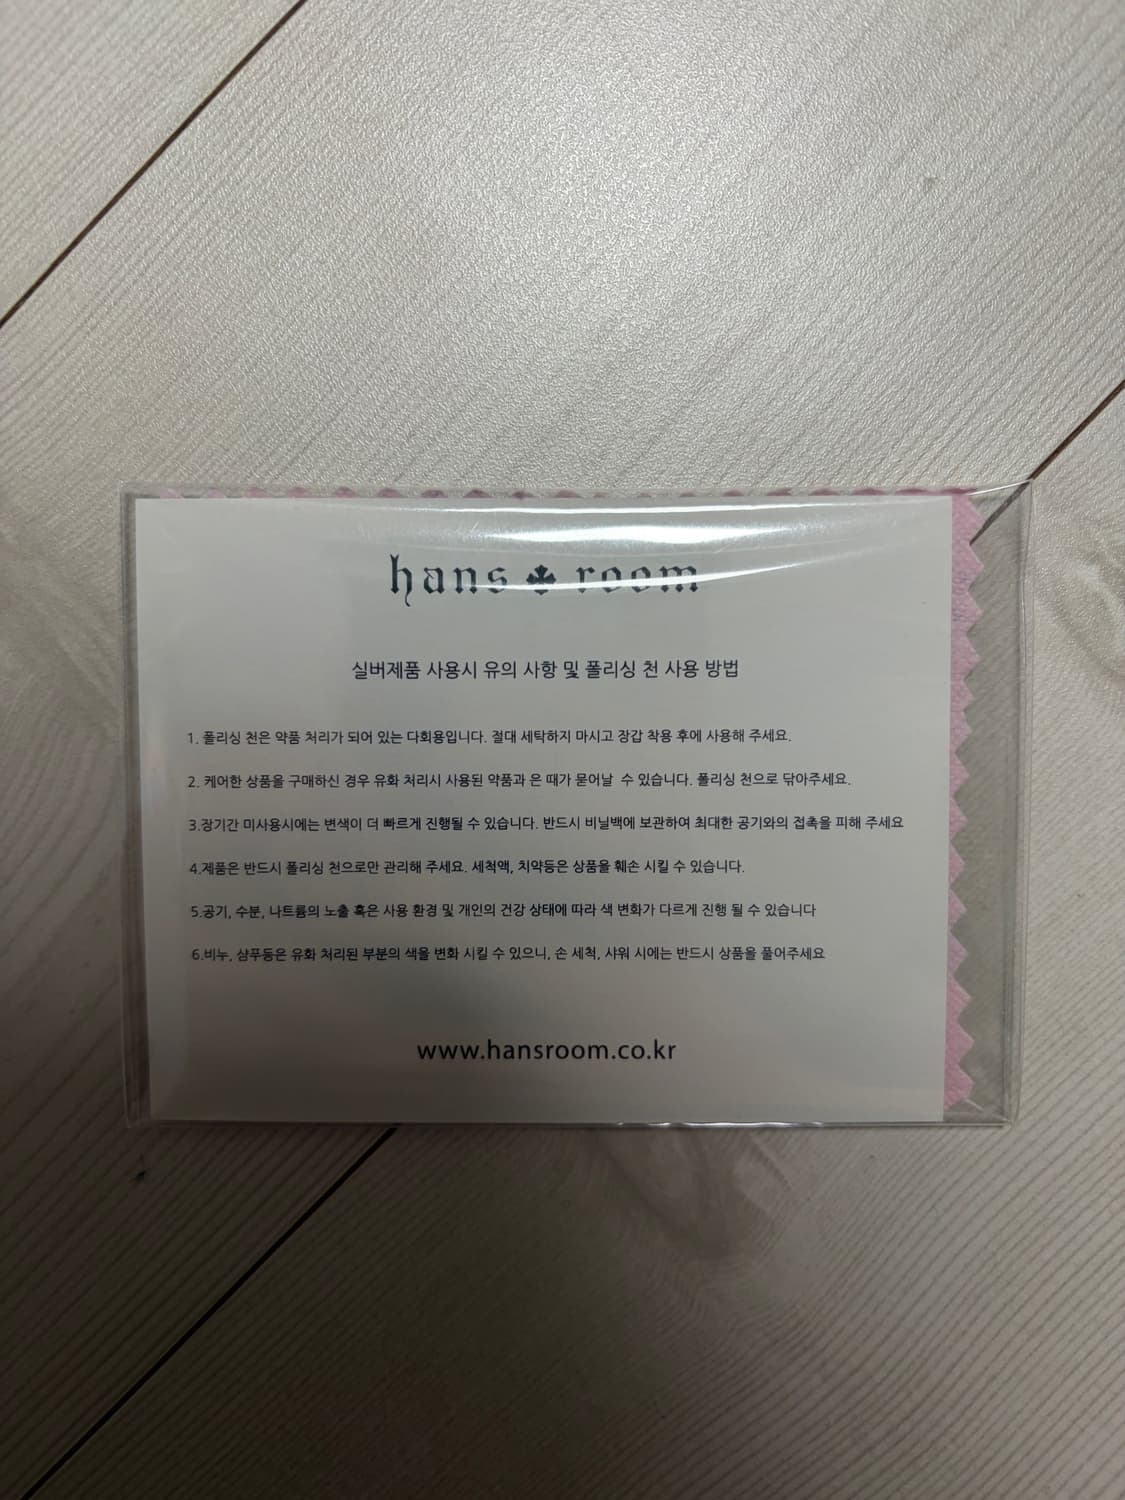 hans room
실버제품 사용시 유의 사항 및 폴리싱 천 사용 방법
1. 폴리싱 천은 약품 처리가 되어 있는 다회용입니다. 절대 세탁하지 마시고 장갑 착용 후에 사용해 주세요.
2. 케어한 상품을 구매하신 경우 유화 처리시 사용된 약품과 은 때가 묻어날 수 있습니다. 폴리싱 천으로 닦아주세요.
3.장기간 미사용시에는 변색이 더 빠르게 진행될 수 있습니다. 반드시 비닐백에 보관하여 최대한 공기와의 접촉을 피해 주세요
4.제품은 반드시 폴리싱 천으로만 관리해 주세요. 세척액, 치약등은 상품을 훼손 시킬 수 있습니다.
5.공기, 수분, 나트륨의 노출 혹은 사용 환경 및 개인의 건강 상태에 따라 색 변화가 다르게 진행 될 수 있습니다
6.비누, 샴푸등은 유화 처리된 부분의 색을 변화 시킬 수 있으니, 손 세척, 샤워 시에는 반드시 상품을 풀어주세요
www.hansroom.co.kr